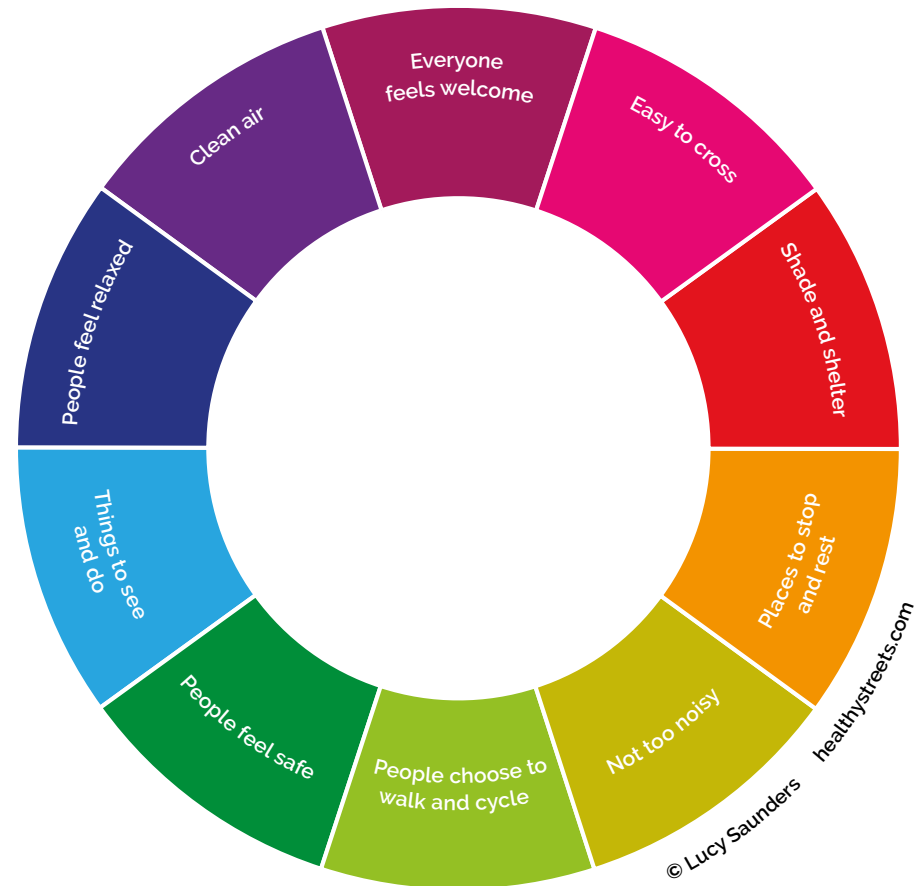 Everyone
feels welcome
Easy to cross
Shade and shelter
Places to stop
and rest
Not too noisy
People choose to
walk and cycle
People feel safe
Things to see
and do
People feel relaxed
Clean air
© Lucy Saunders healthystreets.com